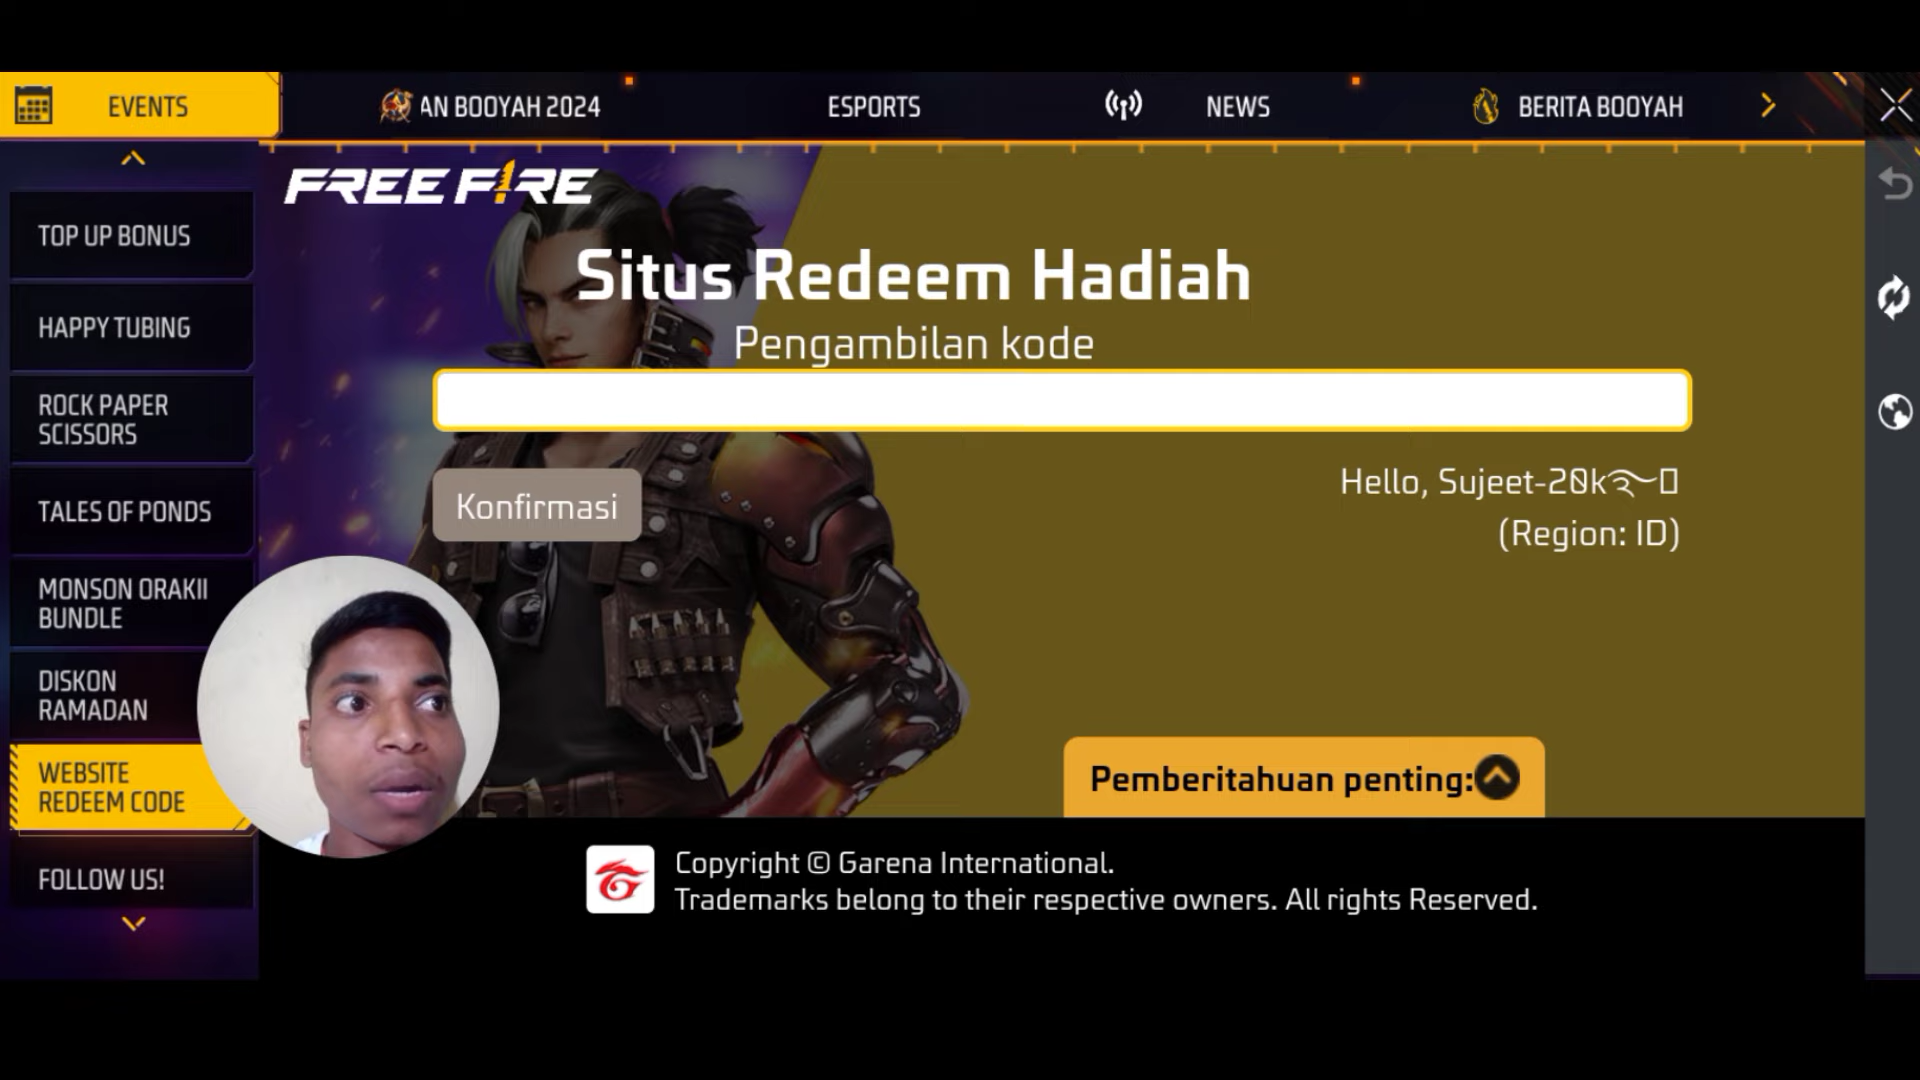 EVENTS
AN BOOYAH 2024
ESPORTS
NEWS
BERITA BOOYAH
TOP UP BONUS
HAPPY TUBING
ROCK PAPER
SCISSORS
TALES OF PONDS
MONSON ORAKII
BUNDLE
DISKON
RAMADAN
WEBSITE
REDEEM CODE
FOLLOW US!
FREE FIRE
Situs Redeem Hadiah
Pengambilan kode
Konfirmasi
Hello, Sujeet-20k
(Region: ID)
Pemberitahuan penting:
Copyright © Garena International.
Trademarks belong to their respective owners. All rights Reserved.